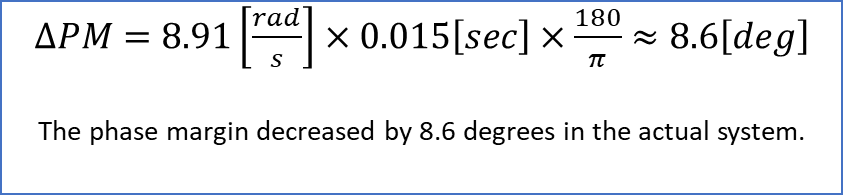 ΔPM = 8.91 [rad/s] × 0.015[sec] × 180/π ≈ 8.6[deg]
The phase margin decreased by 8.6 degrees in the actual system.